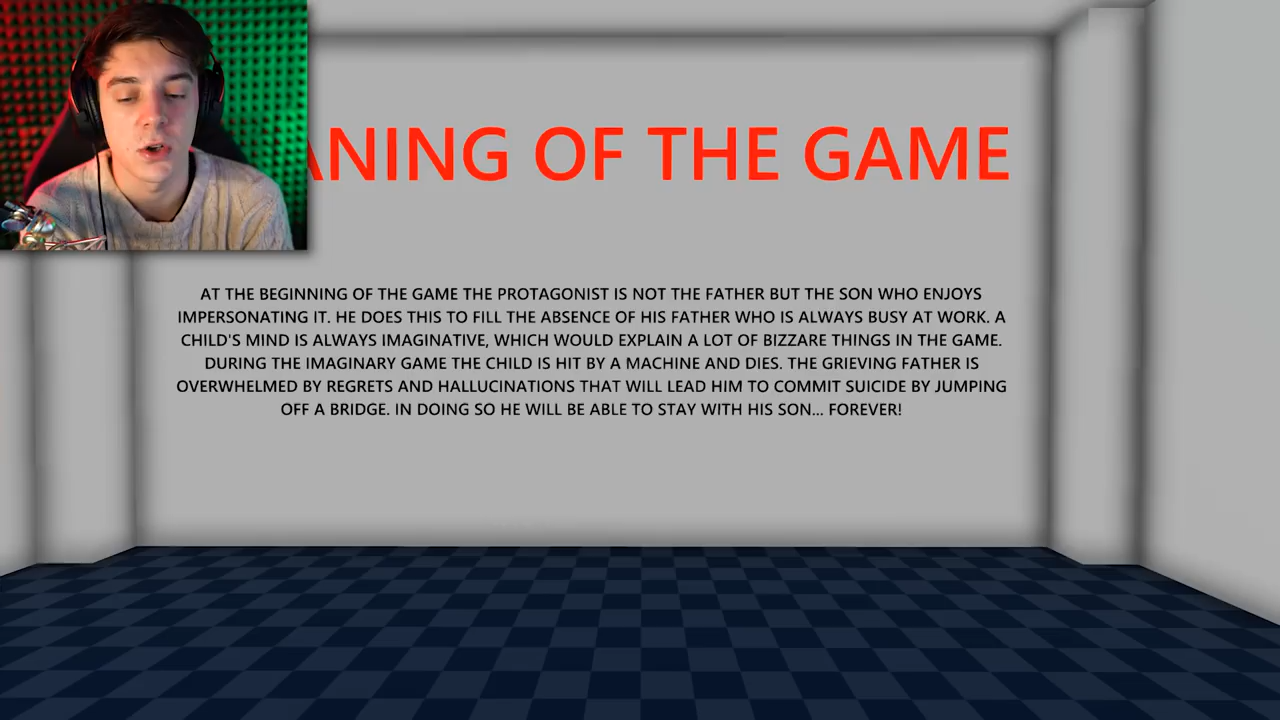 NING OF THE GAME
AT THE BEGINNING OF THE GAME THE PROTAGONIST IS NOT THE FATHER BUT THE SON WHO ENJOYS
IMPERSONATING IT. HE DOES THIS TO FILL THE ABSENCE OF HIS FATHER WHO IS ALWAYS BUSY AT WORK. A
CHILD'S MIND IS ALWAYS IMAGINATIVE, WHICH WOULD EXPLAIN A LOT OF BIZZARE THINGS IN THE GAME.
DURING THE IMAGINARY GAME THE CHILD IS HIT BY A MACHINE AND DIES. THE GRIEVING FATHER IS
OVERWHELMED BY REGRETS AND HALLUCINATIONS THAT WILL LEAD HIM TO COMMIT SUICIDE BY JUMPING
OFF A BRIDGE. IN DOING SO HE WILL BE ABLE TO STAY WITH HIS SON... FOREVER!